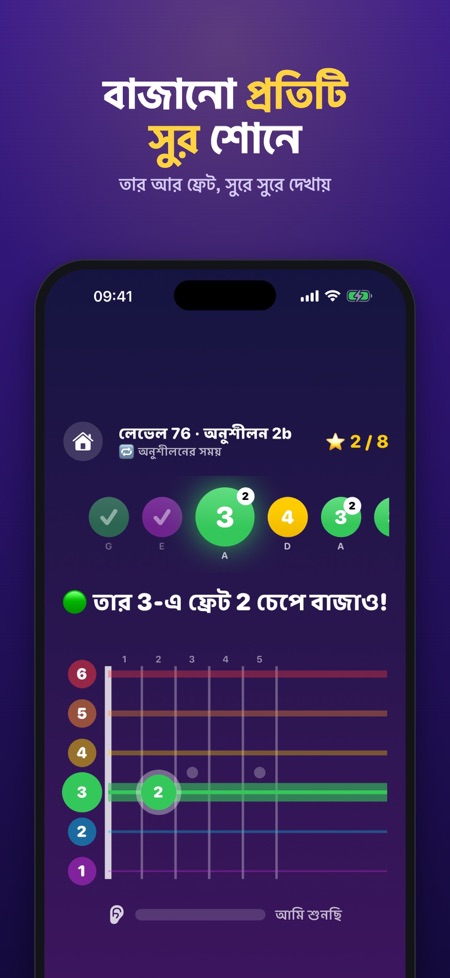 বাজানো প্রতিটি
সুর শোনে
তার আর ফ্রেট, সুরে সুরে দেখায়
09:41
লেভেল 76 · অনুশীলন 2b
অনুশীলনের সময়
2 / 8
3 2 4 3 2
G E A D A
তার 3-এ ফ্রেট 2 চেপে বাজাও!
1 2 3 4 5
6
5
4
3 2
2
1
আমি শুনছি